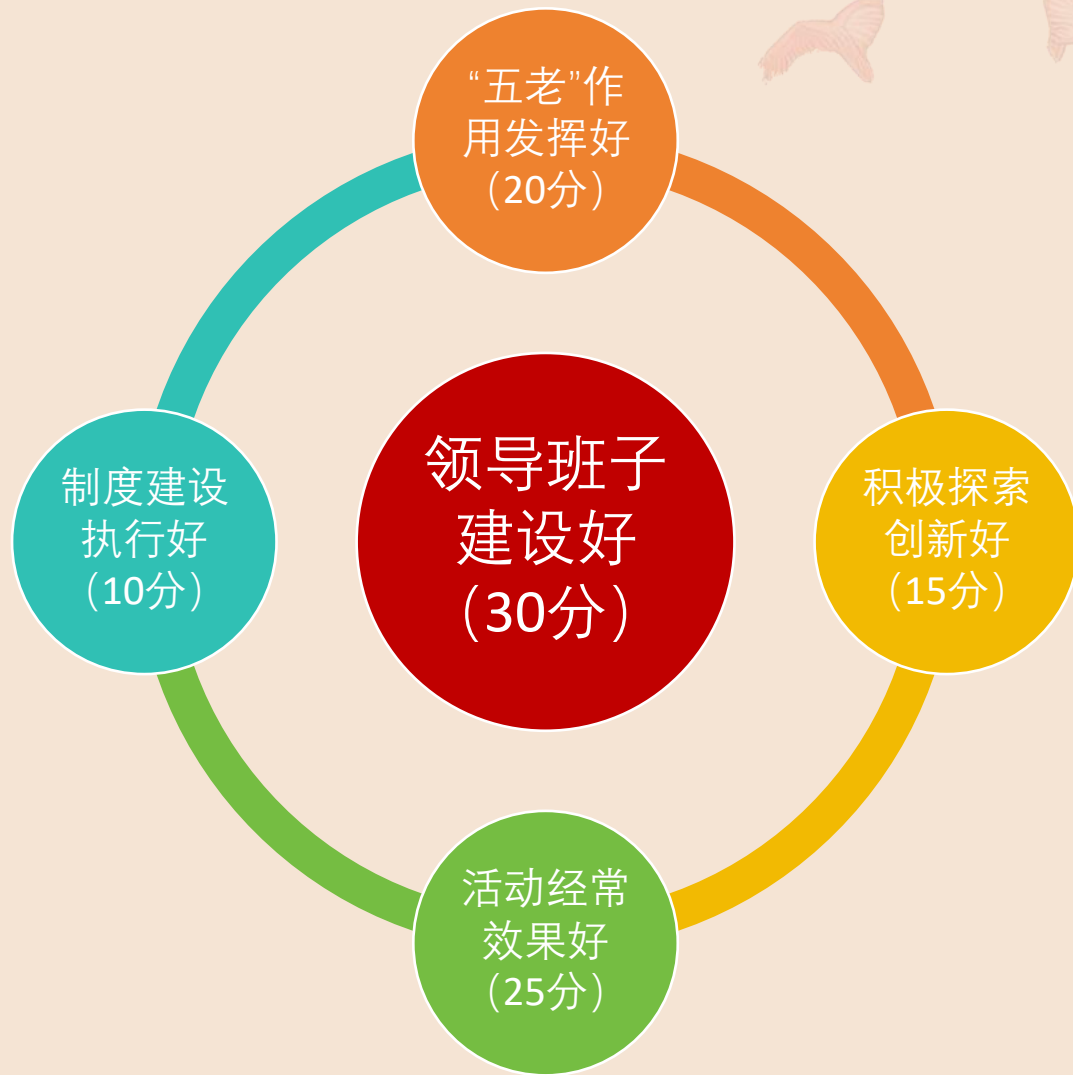 “五老”作
用发挥好
（20分）
制度建设
执行好
（10分）
领导班子
建设好
（30分）
积极探索
创新好
（15分）
活动经常
效果好
（25分）